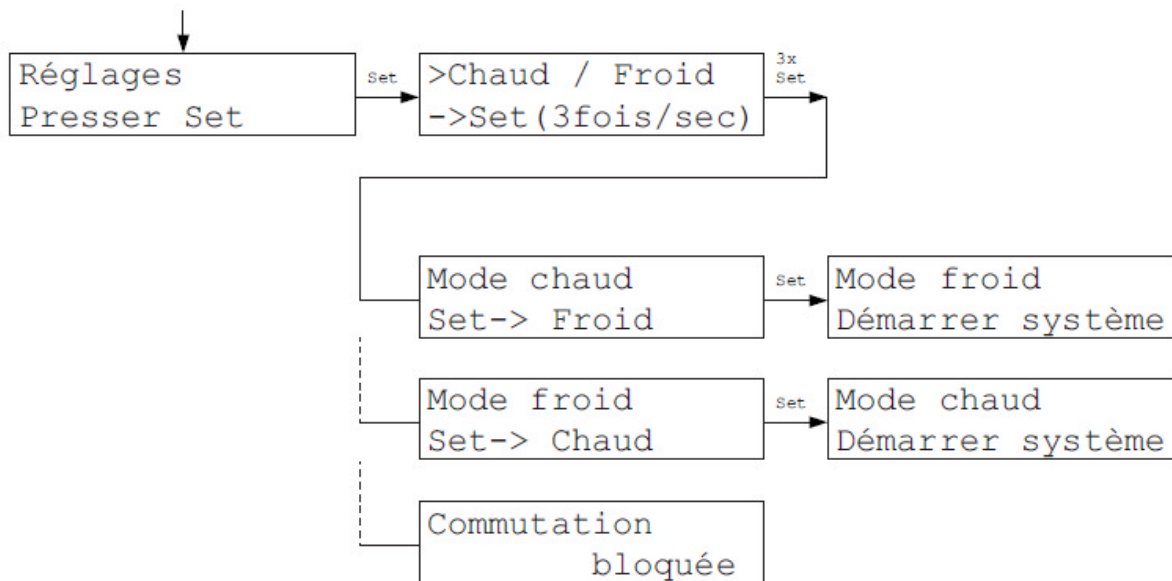 Réglages
Presser Set
Set
>Chaud / Froid
->Set(3fois/sec)
3x
Set
Mode chaud
Set-> Froid
Set
Mode froid
Démarrer système
Mode froid
Set-> Chaud
Set
Mode chaud
Démarrer système
Commutation
bloquée